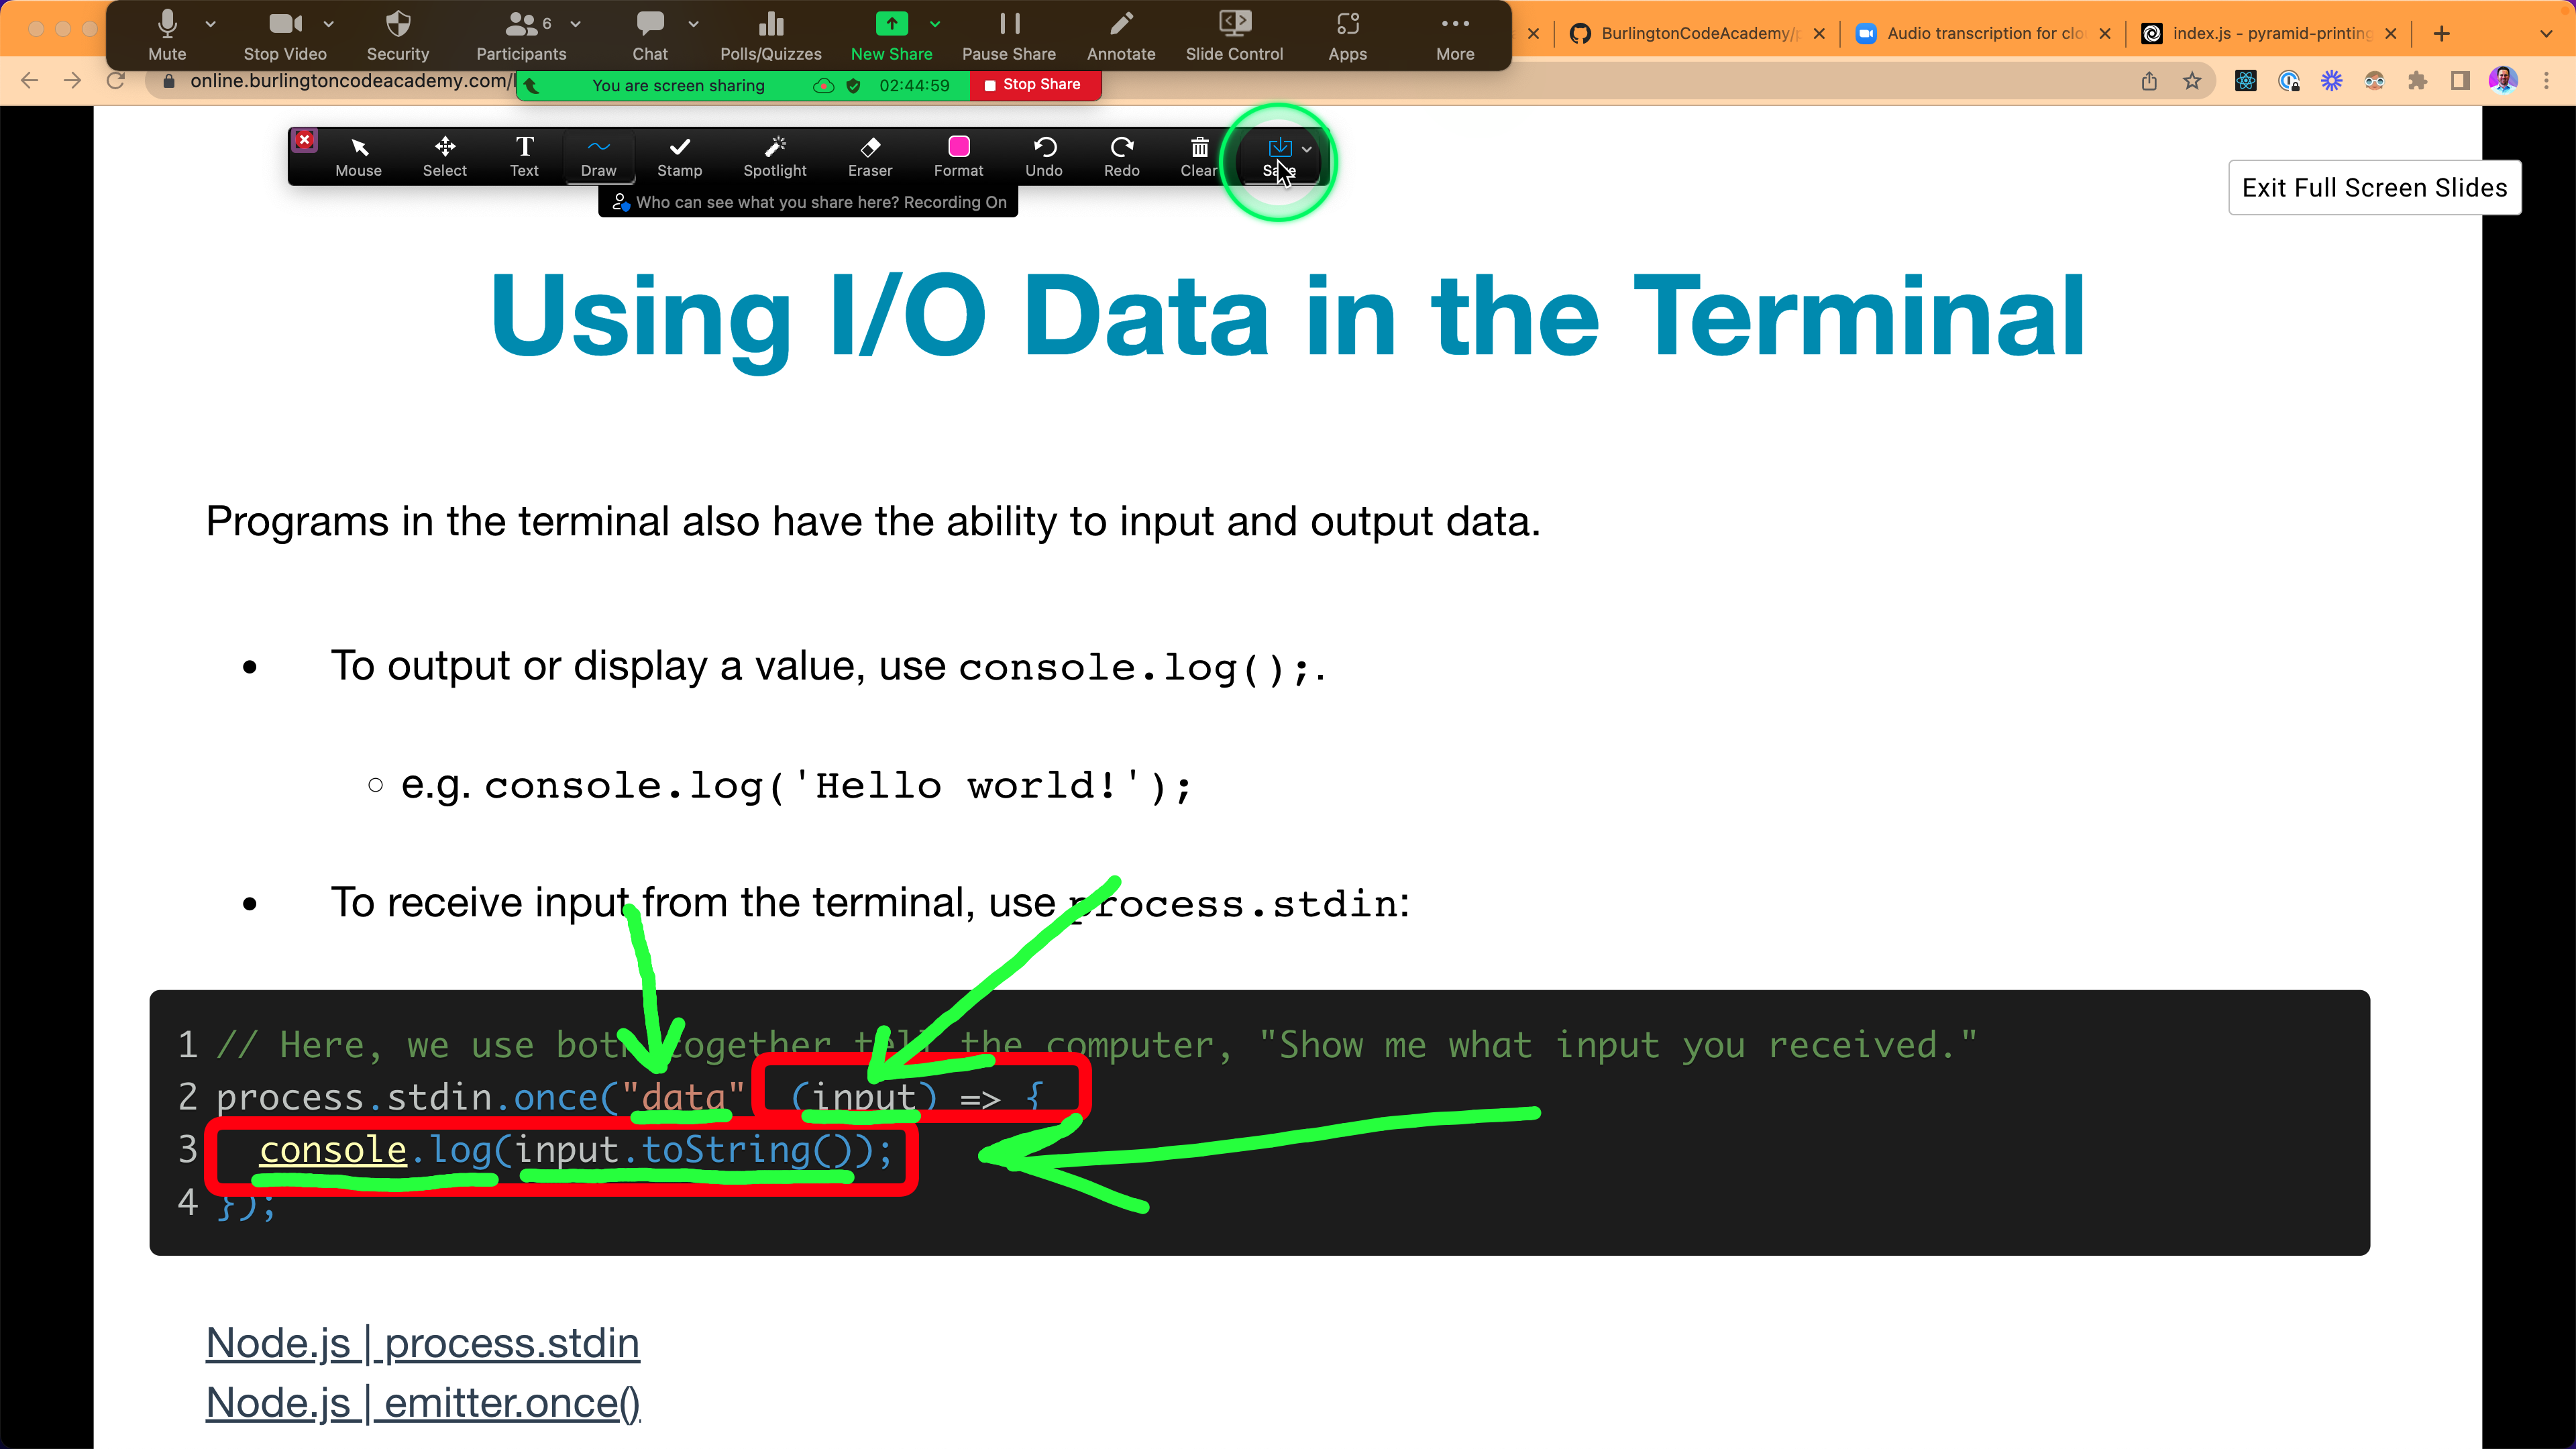 Mute Stop Video Security Participants 6 Chat Polls/Quizzes New Share Pause Share Annotate Slide Control Apps More
BurlingtonCodeAcademy/ Audio transcription for clo index.js - pyramid-printing
online.burlingtoncodeacademy.com/
You are screen sharing 02:44:59 Stop Share
Mouse Select Text Draw Stamp Spotlight Eraser Format Undo Redo Clear Save
Who can see what you share here? Recording On
Exit Full Screen Slides
Using I/O Data in the Terminal
Programs in the terminal also have the ability to input and output data.
• To output or display a value, use console.log();.
○ e.g. console.log('Hello world!');
• To receive input from the terminal, use process.stdin:
1 // Here, we use both together tell the computer, "Show me what input you received."
2 process.stdin.once("data" (input) => {
3 console.log(input.toString());
4 });
Node.js | process.stdin
Node.js | emitter.once()